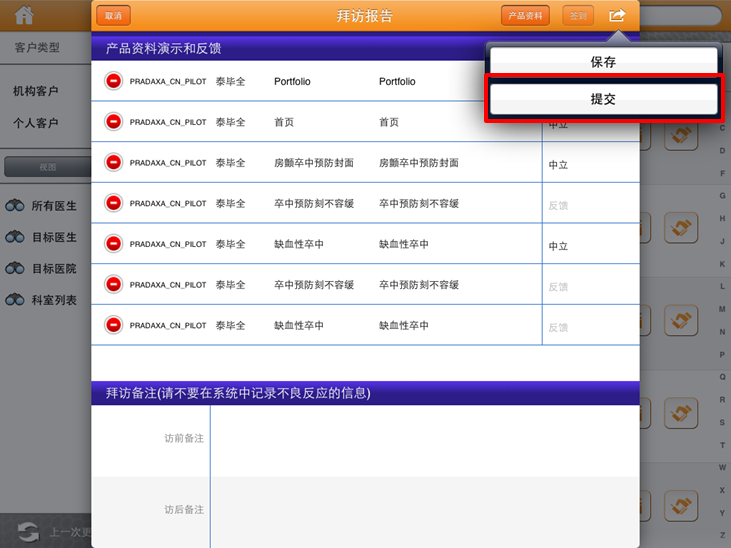 取消
拜访报告
产品资料
签到
保存
提交
客户类型
机构客户
个人客户
视图
所有医生
目标医生
目标医院
科室列表
上一次更
产品资料演示和反馈
PRADAXA_CN_PILOT 泰毕全 Portfolio Portfolio
PRADAXA_CN_PILOT 泰毕全 首页 首页 中立
PRADAXA_CN_PILOT 泰毕全 房颤卒中预防封面 房颤卒中预防封面 中立
PRADAXA_CN_PILOT 泰毕全 卒中预防刻不容缓 卒中预防刻不容缓 反馈
PRADAXA_CN_PILOT 泰毕全 缺血性卒中 缺血性卒中 中立
PRADAXA_CN_PILOT 泰毕全 卒中预防刻不容缓 卒中预防刻不容缓 反馈
PRADAXA_CN_PILOT 泰毕全 缺血性卒中 缺血性卒中 反馈
拜访备注(请不要在系统中记录不良反应的信息)
访前备注
访后备注
C
D
F
G
H
J
K
L
M
N
P
Q
R
S
T
W
X
Y
Z